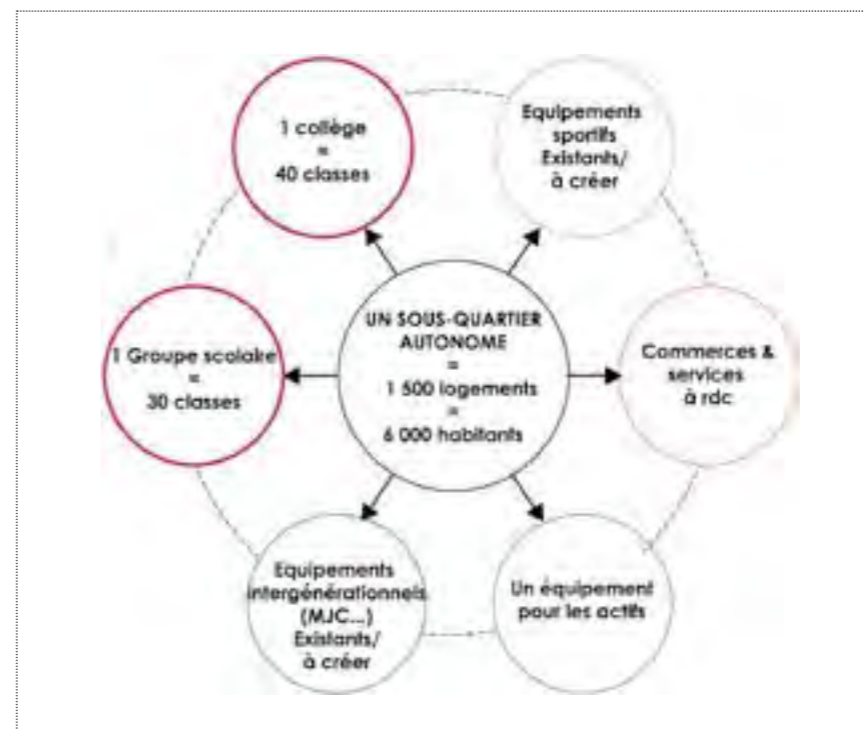 1 collège
=
40 classes
Equipements
sportifs
Existants/
à créer
1 Groupe scolaire
=
30 classes
UN SOUS-QUARTIER
AUTONOME
=
1 500 logements
=
6 000 habitants
Commerces &
services
à rdc
Equipements
intergénérationnels
(MJC...)
Existants/
à créer
Un équipement
pour les actifs